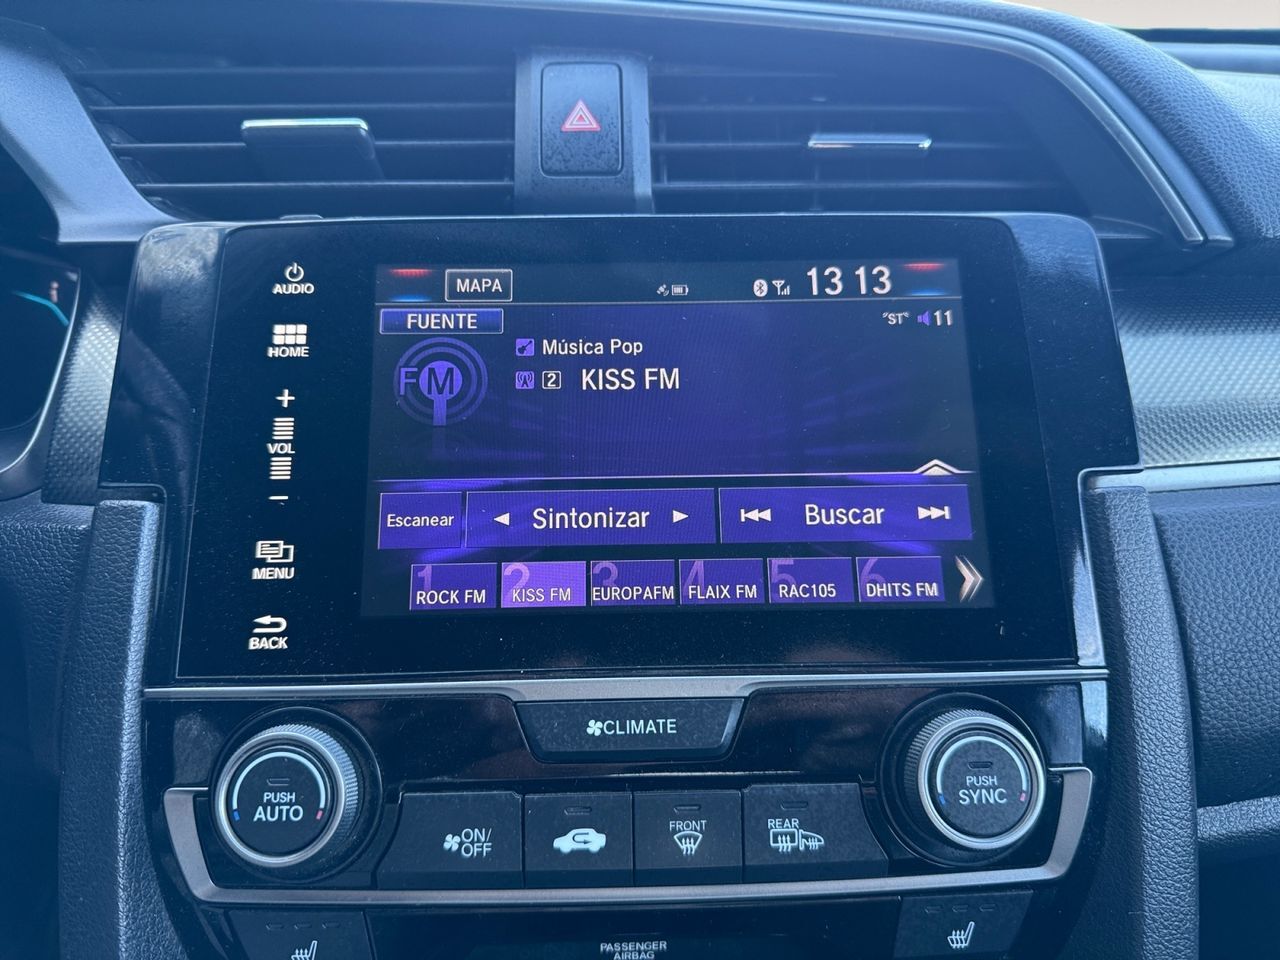 AUDIO
MAPA
13 13
HOME
FUENTE
"ST"
11
Música Pop
FM
2 KISS FM
VOL
Escanear
Sintonizar
Buscar
MENU
1 ROCK FM
2 KISS FM
3 EUROPAFM
4 FLAIX FM
5 RAC105
6 DHITS FM
BACK
CLIMATE
PUSH
AUTO
PUSH
SYNC
ON/
OFF
FRONT
REAR
PASSENGER
AIRBAG